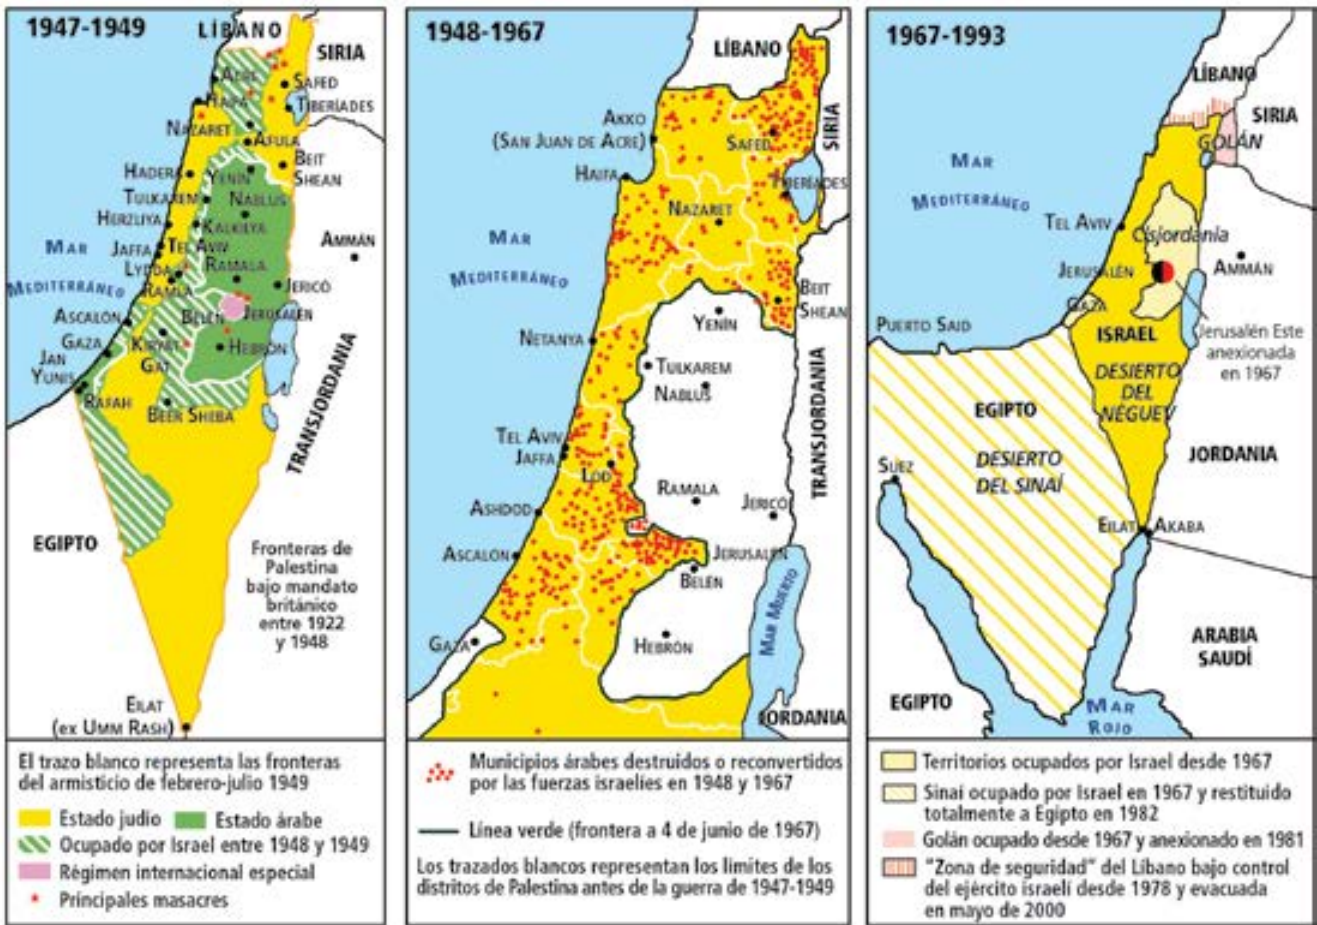 1947-1949
LÍBANO
SIRIA
ACRE
SAFED
HAIFA
TIBERÍADES
NAZARET
AFULA
BEIT
SHEAN
HADERA
YENÍN
TULKAREM
NABLUS
HERZLIYA
KALKILYA
MAR
MEDITERRÁNEO
JAFFA
TEL AVIV
AMMÁN
LYDDA
RAMALA
RAMLA
JERICÓ
ASCALÓN
BELÉN
JERUSALÉN
GAZA
KIRYAT
GAT
HEBRÓN
JAN
YUNIS
RAFAH
BEER SHEBA
TRANSJORDANIA
EGIPTO
Fronteras de
Palestina
bajo mandato
británico
entre 1922
y 1948
EILAT
(EX UMM RASH)
El trazo blanco representa las fronteras
del armisticio de febrero-julio 1949
Estado judío
Estado árabe
Ocupado por Israel entre 1948 y 1949
Régimen internacional especial
Principales masacres
1948-1967
LÍBANO
SIRIA
AKKO
(SAN JUAN DE ACRE)
SAFED
HAIFA
TIBERÍADES
NAZARET
MAR
MEDITERRÁNEO
BEIT
SHEAN
YENÍN
NETANYA
TULKAREM
NABLUS
TRANSJORDANIA
TEL AVIV
JAFFA
LOD
RAMALA
JERICÓ
ASHDOD
ASCALÓN
JERUSALÉN
BELÉN
MAR MUERTO
GAZA
HEBRÓN
JORDANIA
Municipios árabes destruidos o reconvertidos
por las fuerzas israelíes en 1948 y 1967
Línea verde (frontera a 4 de junio de 1967)
Los trazados blancos representan los límites de los
distritos de Palestina antes de la guerra de 1947-1949
1967-1993
LÍBANO
SIRIA
GOLÁN
MAR
MEDITERRÁNEO
TEL AVIV
Cisjordania
JERUSALÉN
AMMÁN
GAZA
PUERTO SAID
ISRAEL
Jerusalén Este
anexionada
en 1967
DESIERTO
DEL
NÉGUEV
EGIPTO
DESIERTO
DEL SINAÍ
SUEZ
JORDANIA
EILAT
AKABA
ARABIA
SAUDÍ
EGIPTO
MAR
ROJO
Territorios ocupados por Israel desde 1967
Sinaí ocupado por Israel en 1967 y restituido
totalmente a Egipto en 1982
Golán ocupado desde 1967 y anexionado en 1981
"Zona de seguridad" del Líbano bajo control
del ejército israelí desde 1978 y evacuada
en mayo de 2000